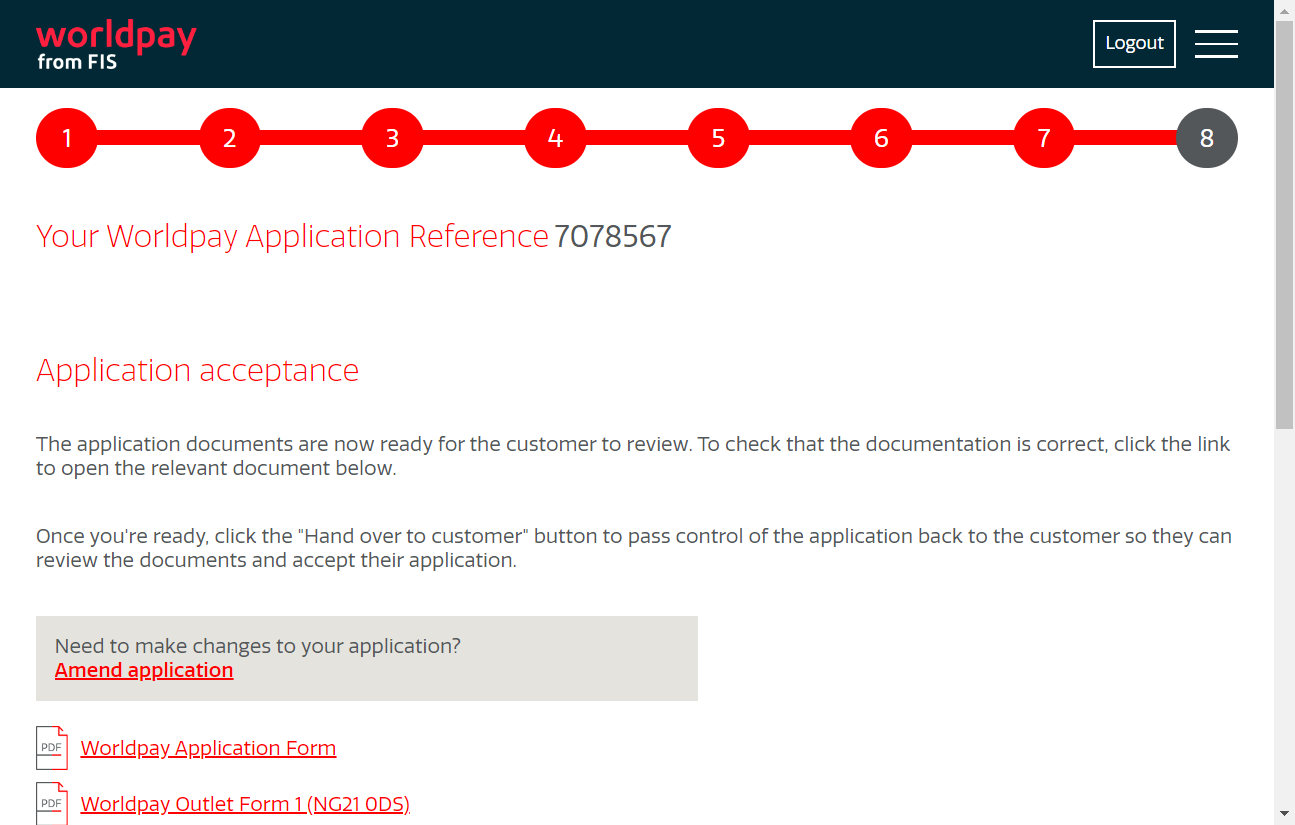 worldpay
from FIS
Logout
1 2 3 4 5 6 7 8
Your Worldpay Application Reference 7078567
Application acceptance
The application documents are now ready for the customer to review. To check that the documentation is correct, click the link
to open the relevant document below.
Once you're ready, click the "Hand over to customer" button to pass control of the application back to the customer so they can
review the documents and accept their application.
Need to make changes to your application?
Amend application
PDF Worldpay Application Form
PDF Worldpay Outlet Form 1 (NG21 0DS)